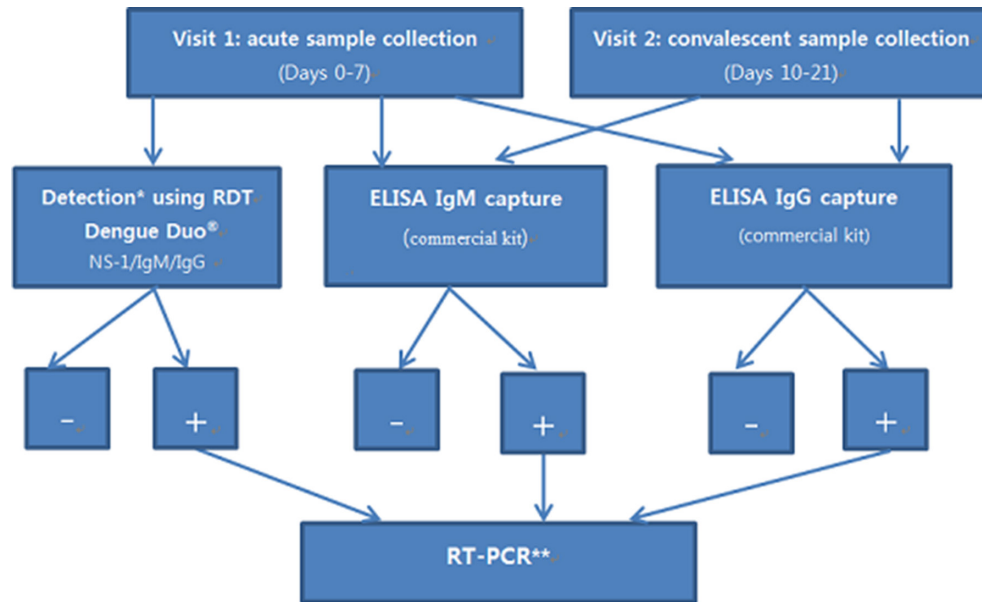 Visit 1: acute sample collection
(Days 0-7)
Visit 2: convalescent sample collection
(Days 10-21)
Detection* using RDT
Dengue Duo®
NS-1/IgM/IgG
ELISA IgM capture
(commercial kit)
ELISA IgG capture
(commercial kit)
-
+
-
+
-
+
RT-PCR**